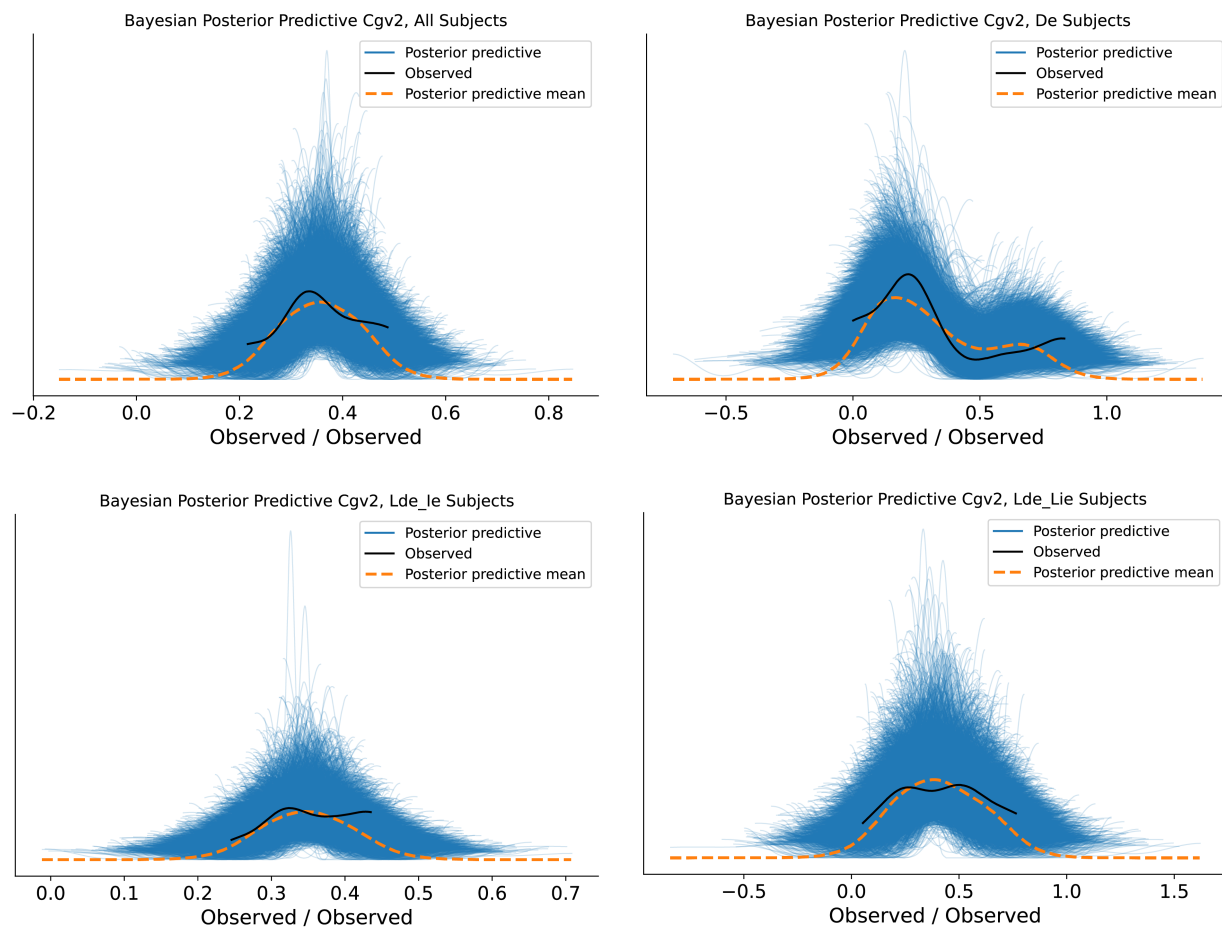 Bayesian Posterior Predictive Cgv2, All Subjects
Posterior predictive
Observed
Posterior predictive mean
−0.2 0.0 0.2 0.4 0.6 0.8
Observed / Observed
Bayesian Posterior Predictive Cgv2, De Subjects
Posterior predictive
Observed
Posterior predictive mean
−0.5 0.0 0.5 1.0
Observed / Observed
Bayesian Posterior Predictive Cgv2, Lde_Ie Subjects
Posterior predictive
Observed
Posterior predictive mean
0.0 0.1 0.2 0.3 0.4 0.5 0.6 0.7
Observed / Observed
Bayesian Posterior Predictive Cgv2, Lde_Lie Subjects
Posterior predictive
Observed
Posterior predictive mean
−0.5 0.0 0.5 1.0 1.5
Observed / Observed